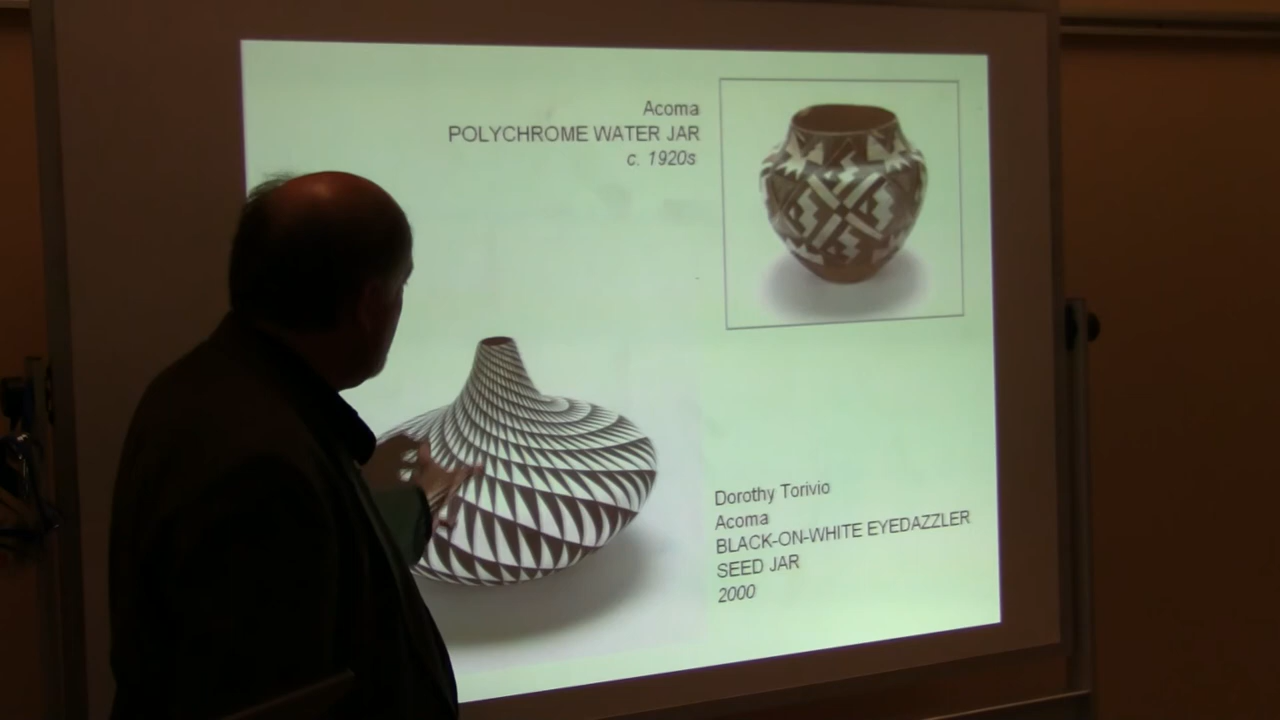 Acoma
POLYCHROME WATER JAR
c. 1920s
Dorothy Torivio
Acoma
BLACK-ON-WHITE EYEDAZZLER
SEED JAR
2000